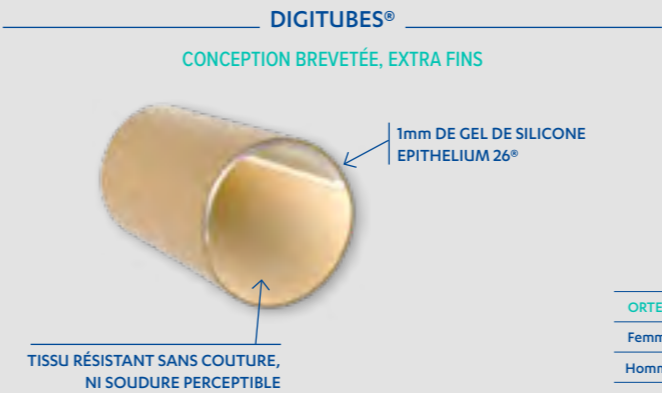 DIGITUBES®
CONCEPTION BREVETÉE, EXTRA FINS
1mm DE GEL DE SILICONE
EPITHELIUM 26®
TISSU RÉSISTANT SANS COUTURE,
NI SOUDURE PERCEPTIBLE